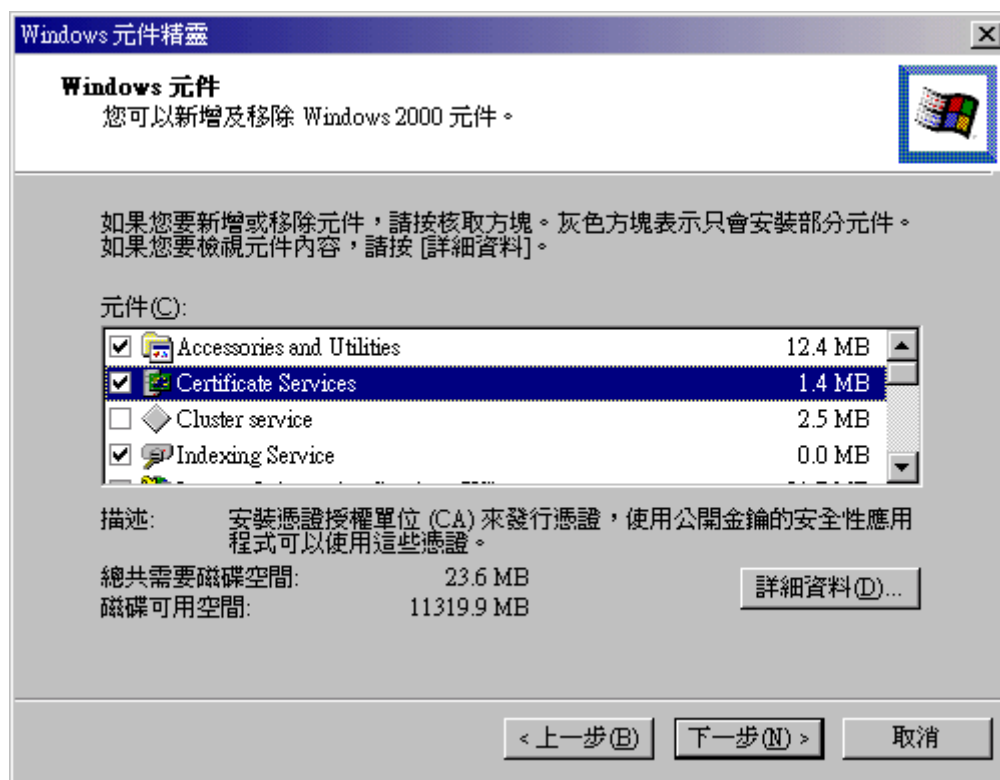 Windows 元件精靈
Windows 元件
您可以新增及移除 Windows 2000 元件。
如果您要新增或移除元件，請按核取方塊。灰色方塊表示只會安裝部分元件。
如果您要檢視元件內容，請按 [詳細資料]。
元件(C):
Accessories and Utilities 12.4 MB
Certificate Services 1.4 MB
Cluster service 2.5 MB
Indexing Service 0.0 MB
描述: 安裝憑證授權單位 (CA) 來發行憑證，使用公開金鑰的安全性應用
程式可以使用這些憑證。
總共需要磁碟空間: 23.6 MB
磁碟可用空間: 11319.9 MB
詳細資料(D)...
< 上一步(B) 下一步(N) > 取消